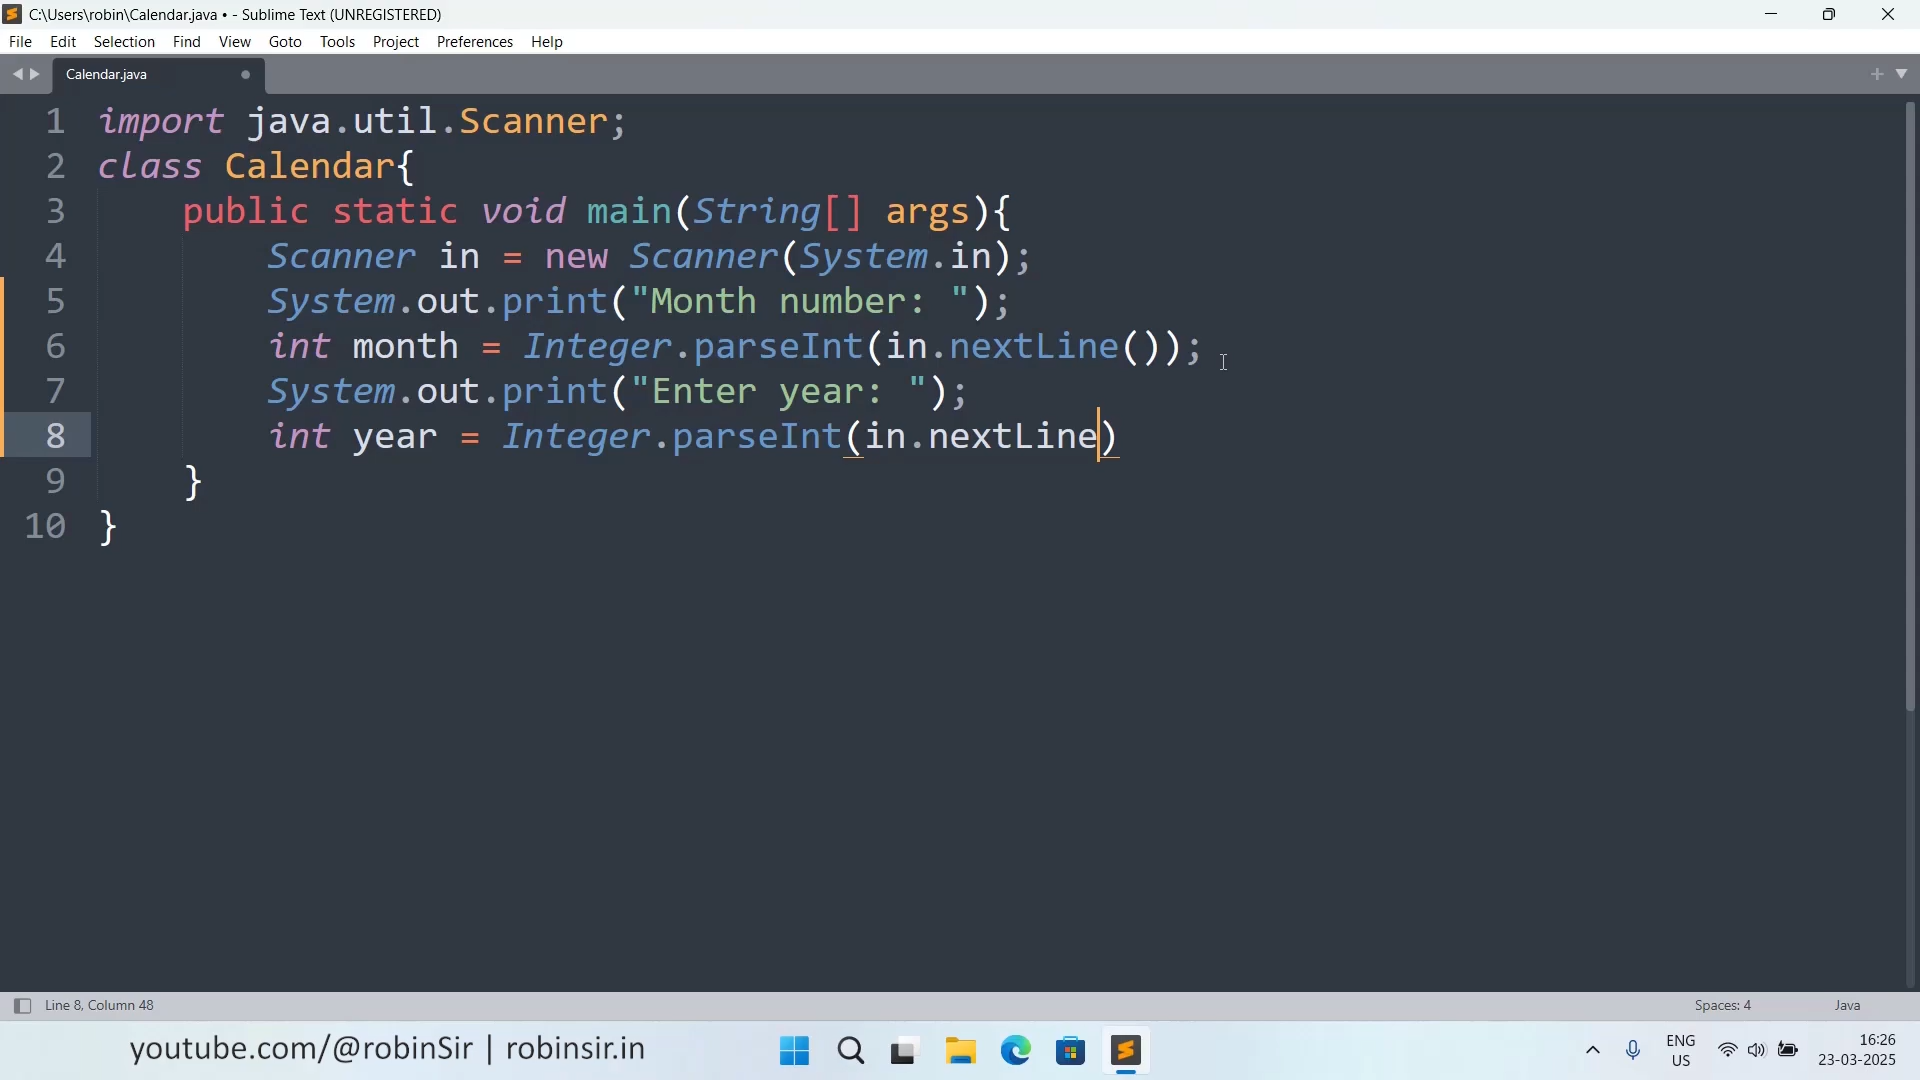 C:\Users\robin\Calendar.java • - Sublime Text (UNREGISTERED)
File Edit Selection Find View Goto Tools Project Preferences Help
Calendar.java
1 import java.util.Scanner;
2 class Calendar{
3     public static void main(String[] args){
4         Scanner in = new Scanner(System.in);
5         System.out.print("Month number: ");
6         int month = Integer.parseInt(in.nextLine());
7         System.out.print("Enter year: ");
8         int year = Integer.parseInt(in.nextLine)
9     }
10 }
Line 8, Column 48 Spaces: 4 Java
youtube.com/@robinSir | robinsir.in
ENG
US
16:26
23-03-2025